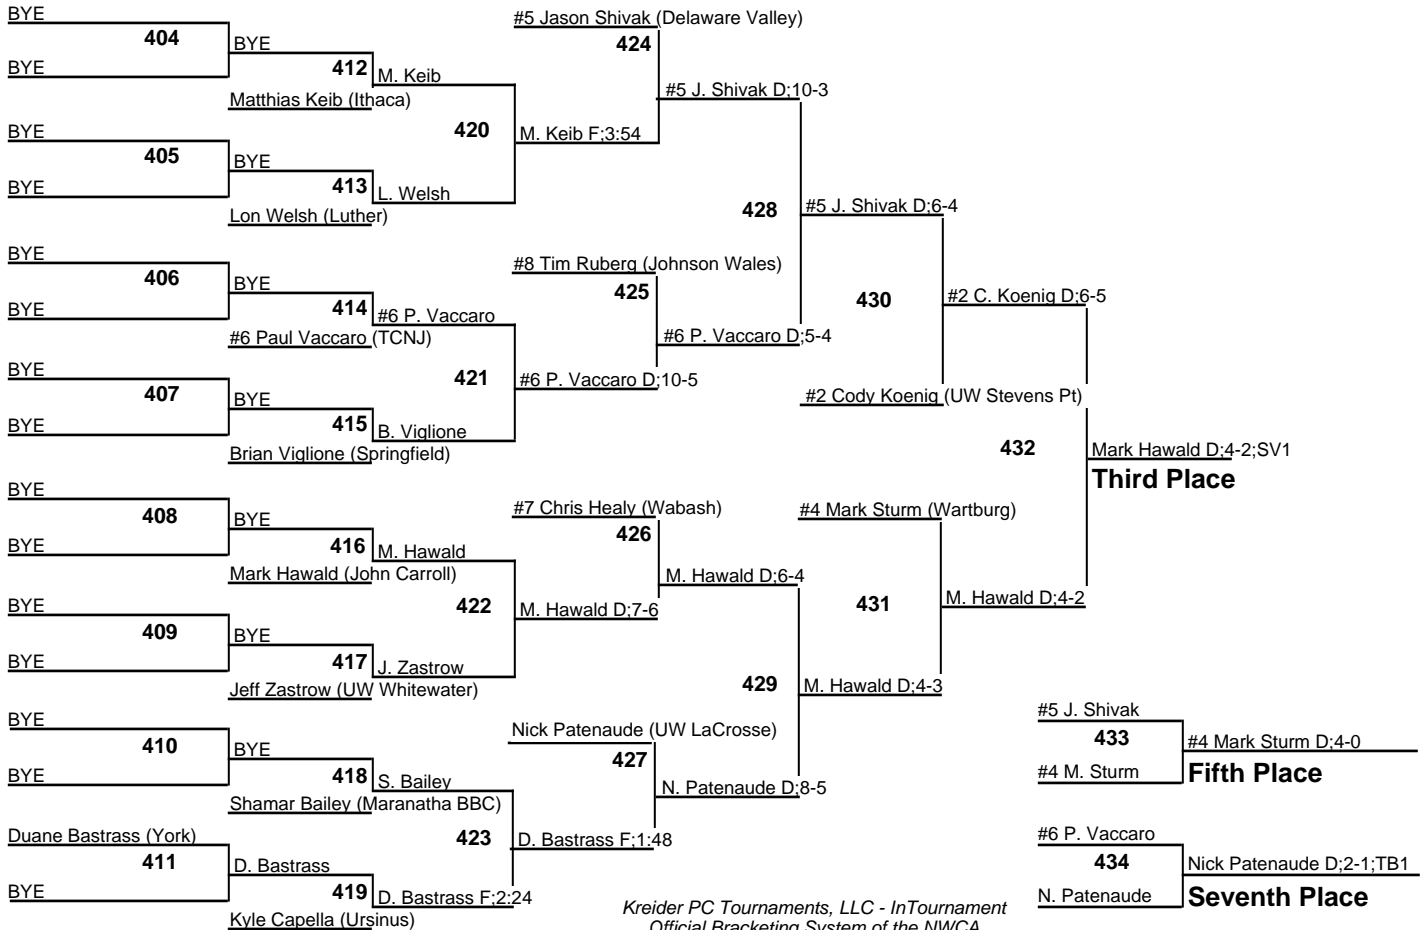 BYE
#5 Jason Shivak (Delaware Valley)
404
BYE
424
BYE
412
M. Keib
#5 J. Shivak D;10-3
Matthias Keib (Ithaca)
BYE
420
M. Keib F;3:54
405
BYE
BYE
413
L. Welsh
428
#5 J. Shivak D;6-4
Lon Welsh (Luther)
BYE
#8 Tim Ruberg (Johnson Wales)
406
BYE
425
430
#2 C. Koenig D;6-5
BYE
414
#6 P. Vaccaro
#6 Paul Vaccaro (TCNJ)
#6 P. Vaccaro D;5-4
BYE
421
#6 P. Vaccaro D;10-5
407
BYE
#2 Cody Koenig (UW Stevens Pt)
BYE
415
B. Viglione
432
Mark Hawald D;4-2;SV1
Brian Viglione (Springfield)
Third Place
BYE
#7 Chris Healy (Wabash)
#4 Mark Sturm (Wartburg)
408
BYE
426
BYE
416
M. Hawald
Mark Hawald (John Carroll)
M. Hawald D;6-4
BYE
422
M. Hawald D;7-6
431
M. Hawald D;4-2
409
BYE
BYE
417
J. Zastrow
Jeff Zastrow (UW Whitewater)
429
M. Hawald D;4-3
BYE
Nick Patenaude (UW LaCrosse)
#5 J. Shivak
410
BYE
427
433
#4 Mark Sturm D;4-0
BYE
418
S. Bailey
N. Patenaude D;8-5
#4 M. Sturm
Fifth Place
Shamar Bailey (Maranatha BBC)
Duane Bastrass (York)
423
D. Bastrass F;1:48
#6 P. Vaccaro
411
D. Bastrass
434
Nick Patenaude D;2-1;TB1
BYE
419
D. Bastrass F;2:24
N. Patenaude
Seventh Place
Kyle Capella (Ursinus)
Kreider PC Tournaments, LLC - InTournament
Official Bracketing System of the NWCA